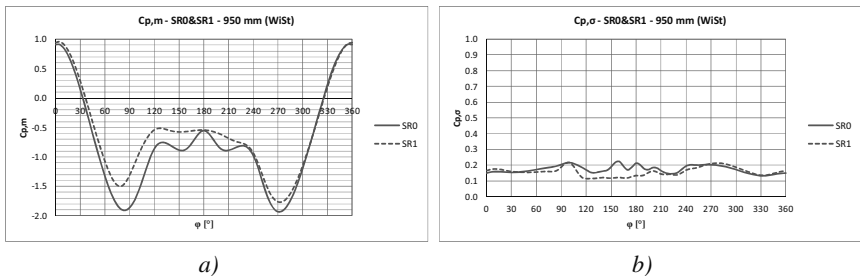 Cp,m - SR0&SR1 - 950 mm (WiSt)
1.0
0.5
0.0
-0.5
-1.0
-1.5
-2.0
0 30 60 90 120 150 180 210 240 270 300 330 360
Cp,m
φ [°]
SR0
SR1
a)
Cp,σ - SR0&SR1 - 950 mm (WiSt)
1.0
0.9
0.8
0.7
0.6
0.5
0.4
0.3
0.2
0.1
0.0
0 30 60 90 120 150 180 210 240 270 300 330 360
Cp,σ
φ [°]
SR0
SR1
b)